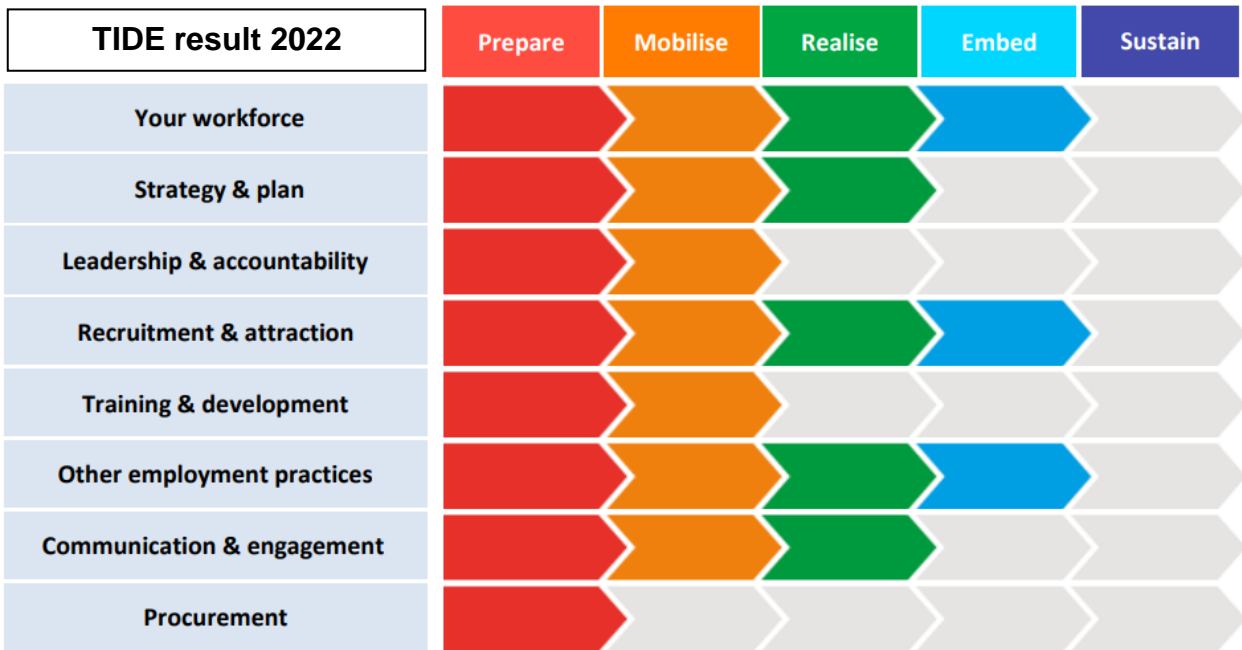 TIDE result 2022
Prepare
Mobilise
Realise
Embed
Sustain
Your workforce
Strategy & plan
Leadership & accountability
Recruitment & attraction
Training & development
Other employment practices
Communication & engagement
Procurement